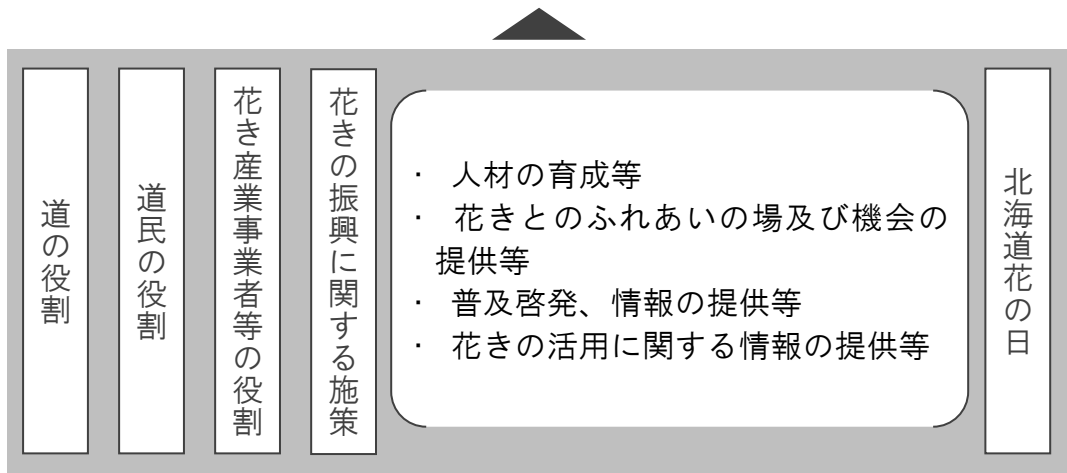 道の役割
道民の役割
花き産業事業者等の役割
花きの振興に関する施策
・ 人材の育成等
・ 花きとのふれあいの場及び機会の
提供等
・ 普及啓発、情報の提供等
・ 花きの活用に関する情報の提供等
北海道花の日